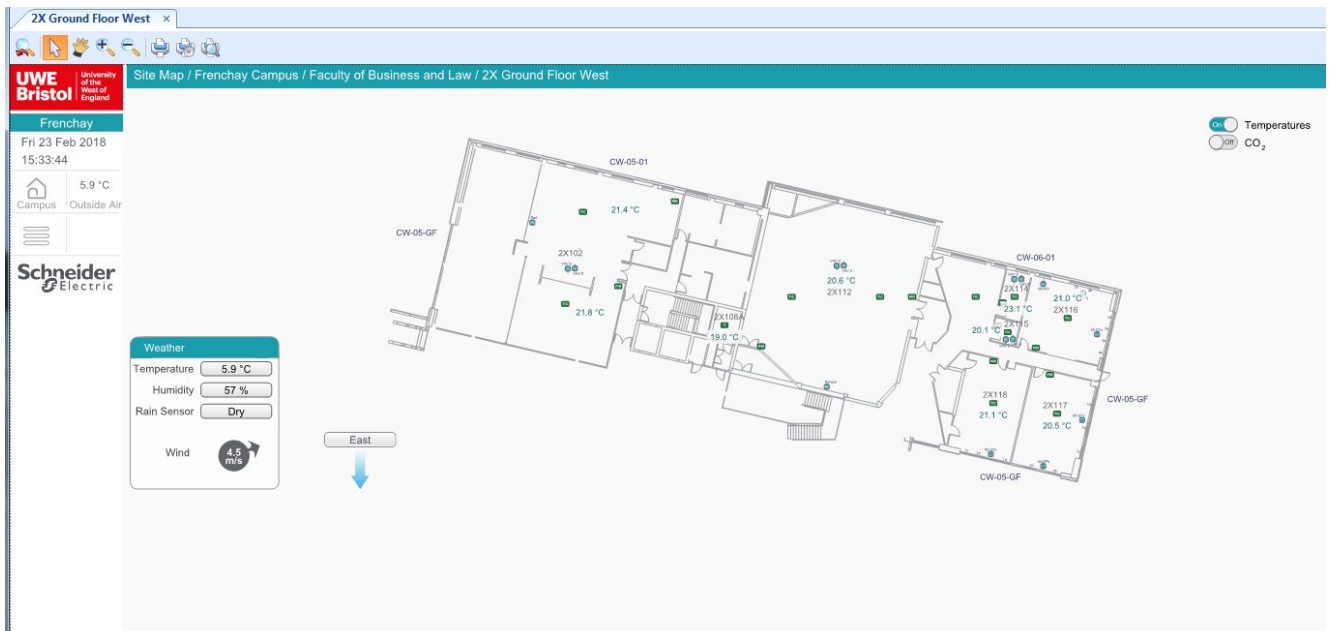 2X Ground Floor West ×
UWE Bristol
University of the West of England
Site Map / Frenchay Campus / Faculty of Business and Law / 2X Ground Floor West
Frenchay
Fri 23 Feb 2018
15:33:44
5.9 °C
Campus
Outside Air
Schneider Electric
On Temperatures
Off CO2
CW-05-01
CW-05-GF
21.4 °C
2X102
21.8 °C
2X108A
19.0 °C
20.6 °C
2X112
CW-06-01
2X114
23.1 °C
21.0 °C
2X116
20.1 °C
2X115
2X118
21.1 °C
2X117
20.5 °C
CW-05-GF
CW-05-GF
Weather
Temperature 5.9 °C
Humidity 57 %
Rain Sensor Dry
Wind 4.5 m/s
East